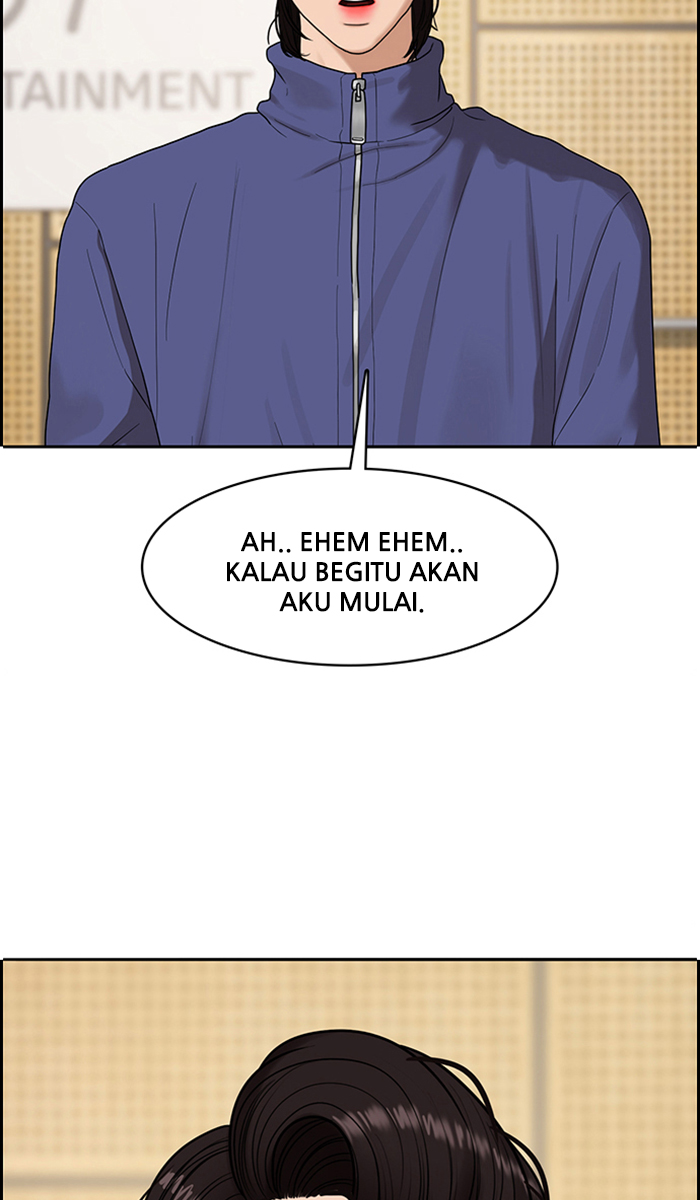 TAINMENT
AH.. EHEM EHEM..
KALAU BEGITU AKAN
AKU MULAI.